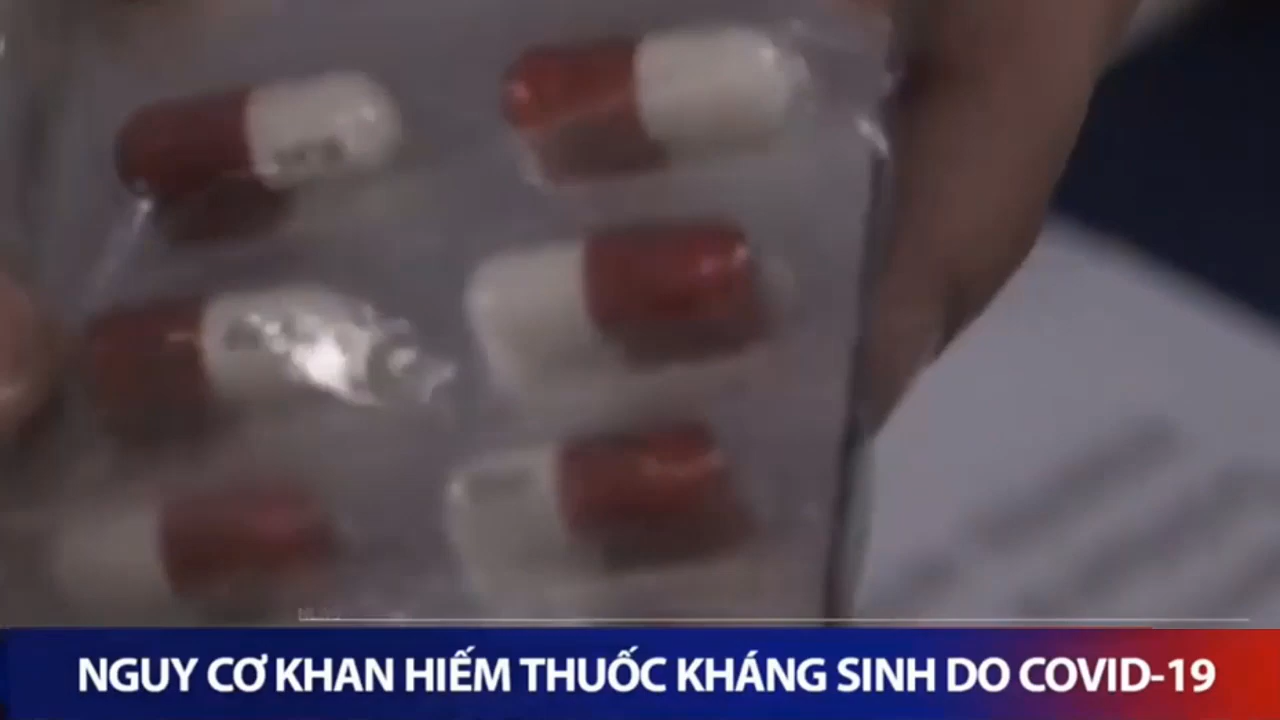 NGUY CƠ KHAN HIẾM THUỐC KHÁNG SINH DO COVID-19